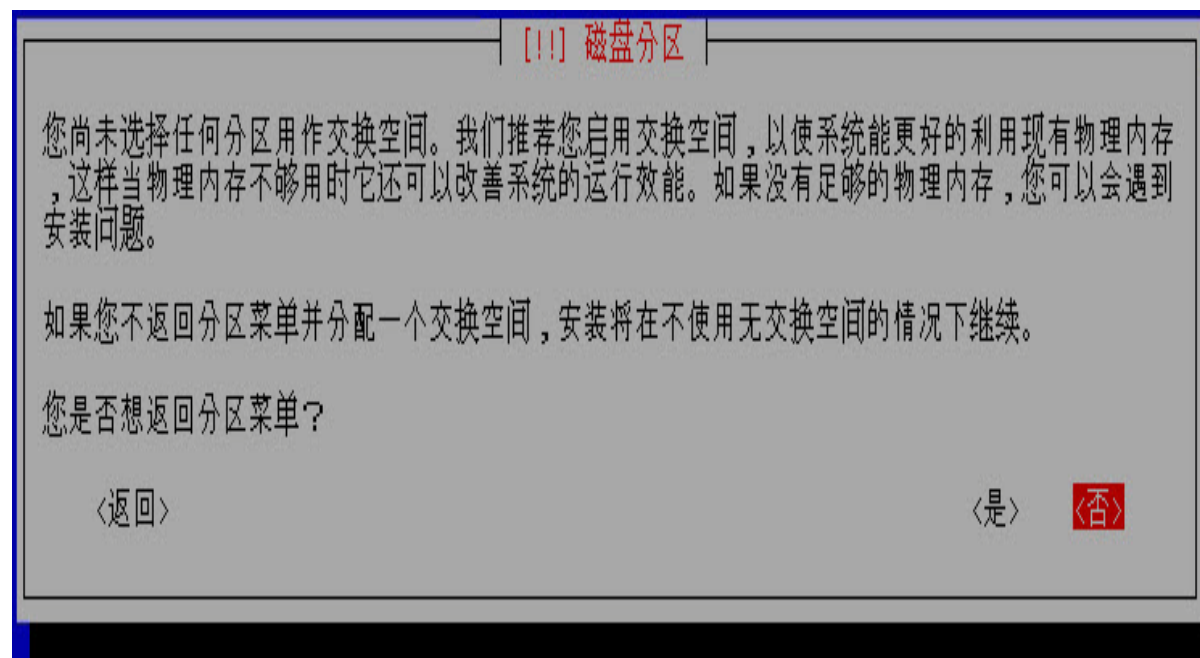 [!!] 磁盘分区
您尚未选择任何分区用作交换空间。我们推荐您启用交换空间,以使系统能更好的利用现有物理内存
,这样当物理内存不够用时它还可以改善系统的运行效能。如果没有足够的物理内存,您可以会遇到
安装问题。
如果您不返回分区菜单并分配一个交换空间,安装将在不使用无交换空间的情况下继续。
您是否想返回分区菜单?
<返回> <是> <否>